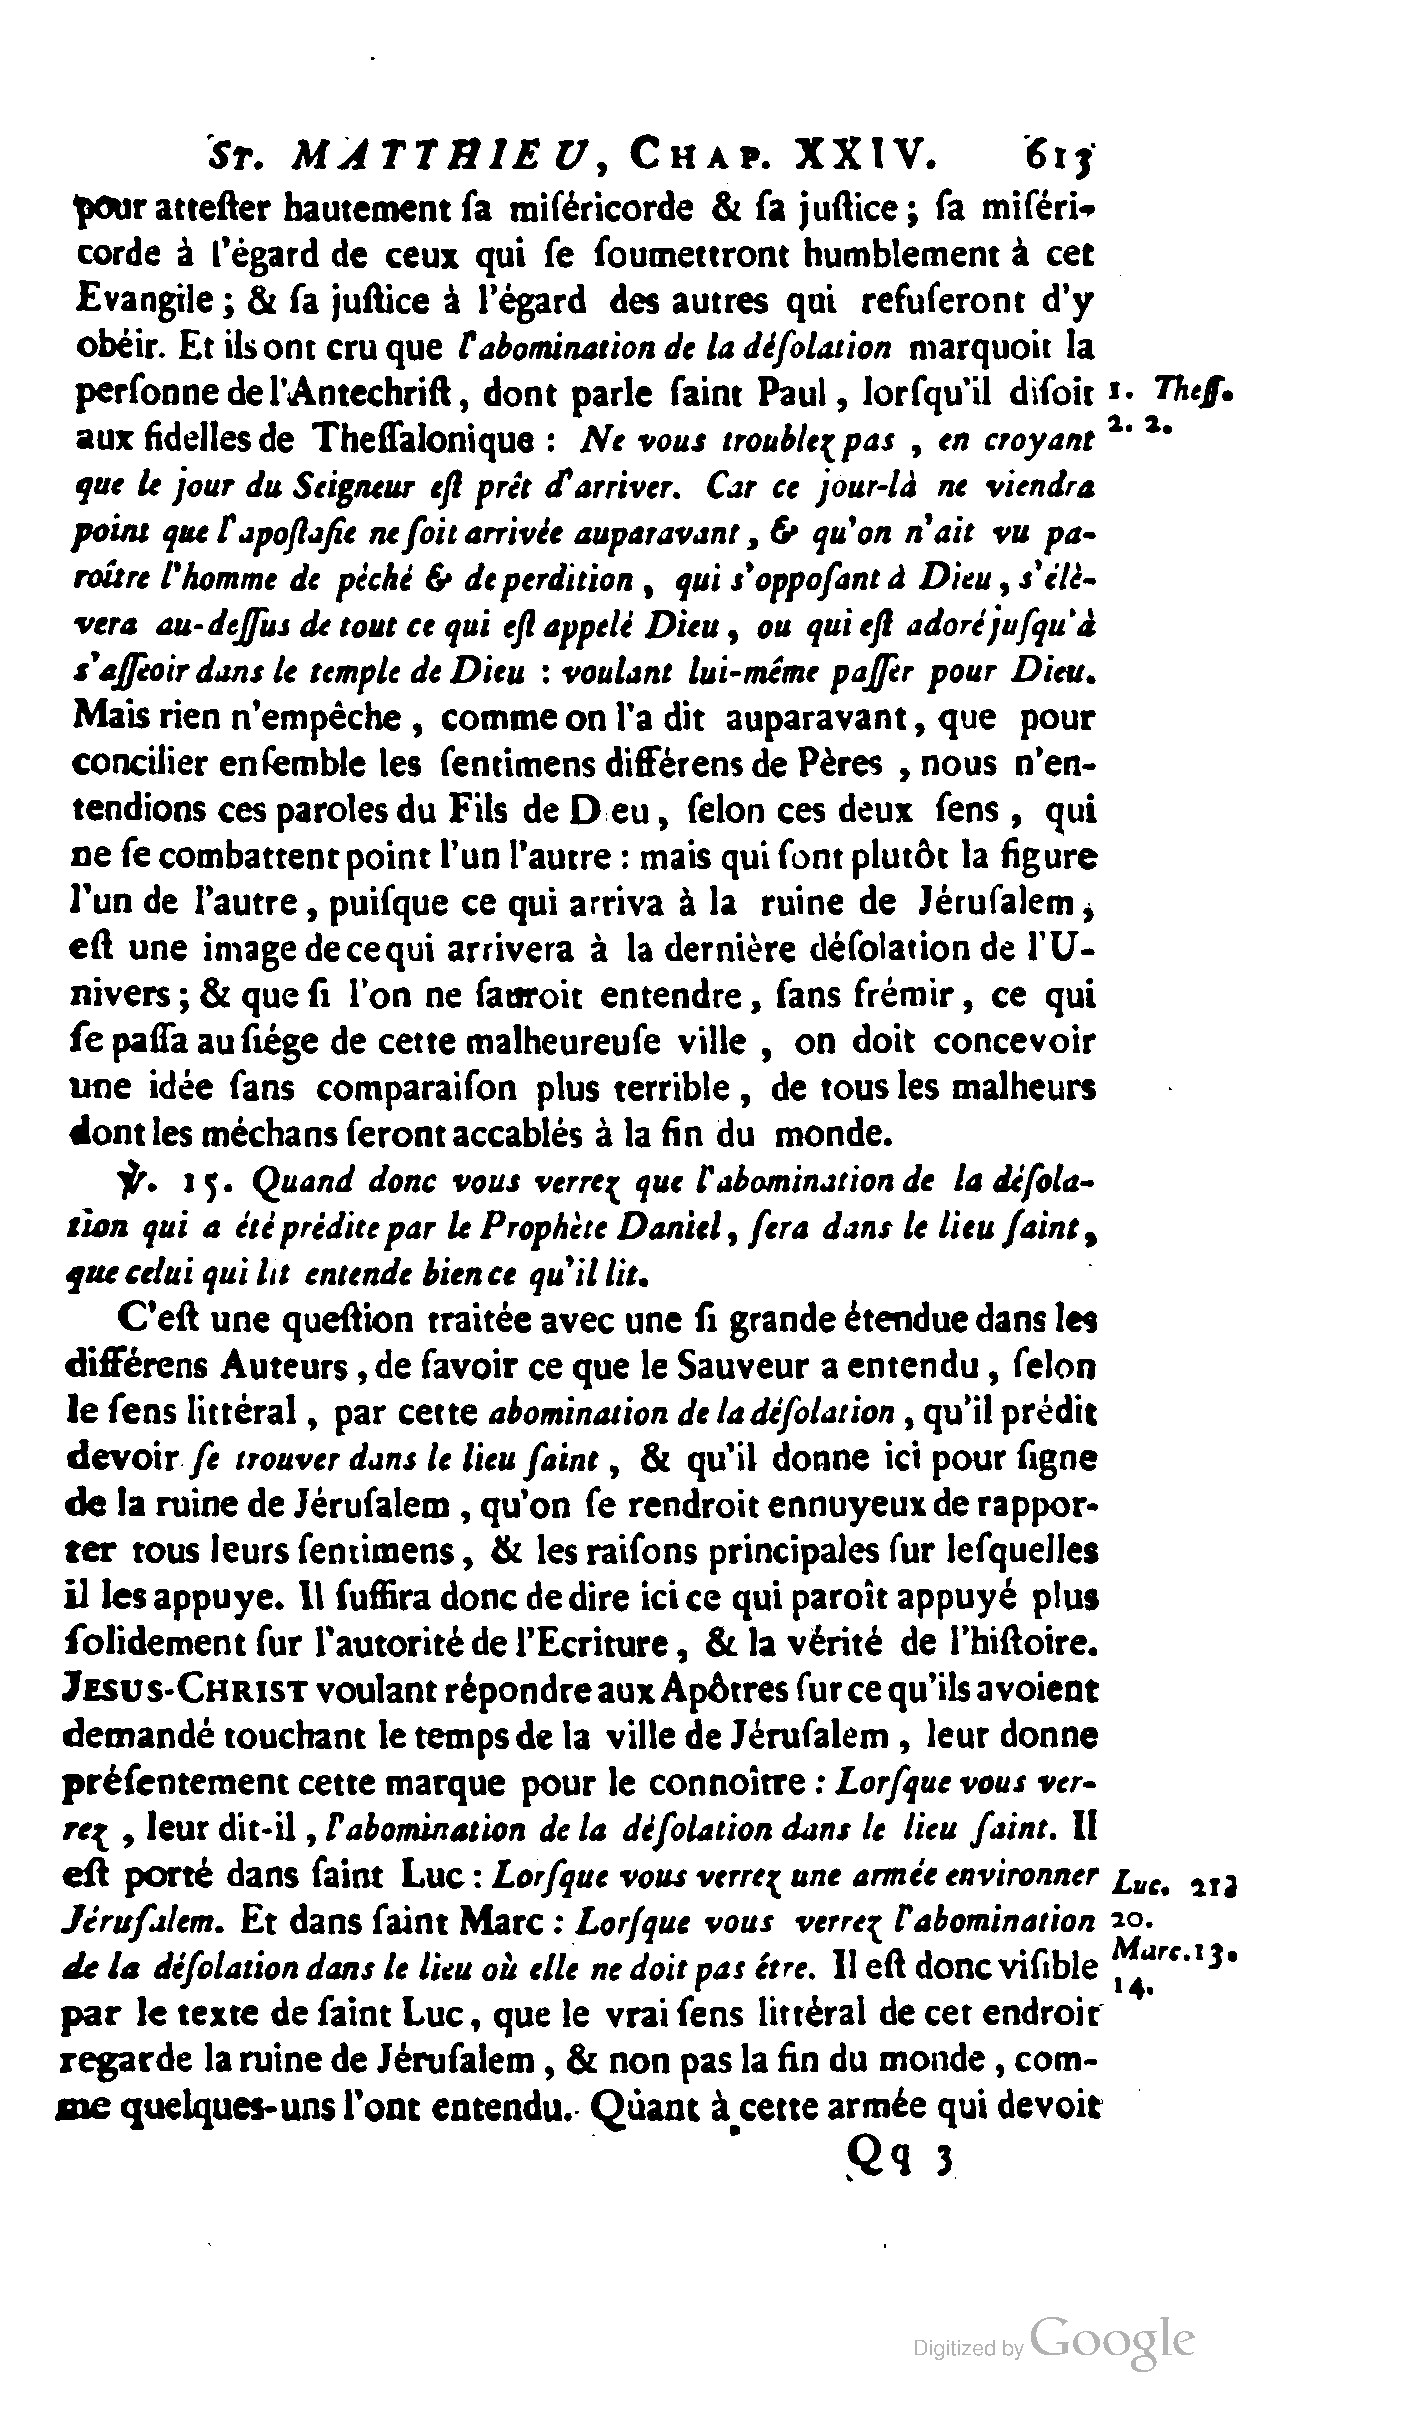 ST. MATTHIEU, CHAP. XXIV. 613
pour atteſter hautement ſa miſéricorde & ſa juſtice ; ſa miſéri-
corde à l'égard de ceux qui ſe ſoumettront humblement à cet
Evangile ; & ſa juſtice à l'égard des autres qui refuſeront d'y
obéir. Et ils ont cru que l'abomination de la déſolation marquoit la
perſonne de l'Antechriſt, dont parle ſaint Paul, lorſqu'il diſoit 1. Theſſ.
aux fidelles de Theſſalonique : Ne vous troublez pas, en croyant 2. 2.
que le jour du Seigneur eſt prêt d'arriver. Car ce jour-là ne viendra
point que l'apoſtaſie ne ſoit arrivée auparavant, & qu'on n'ait vu pa-
roître l'homme de péché & de perdition, qui s'oppoſant à Dieu, s'élè-
vera au-deſſus de tout ce qui eſt appelé Dieu, ou qui eſt adoré juſqu'à
s'aſſeoir dans le temple de Dieu : voulant lui-même paſſer pour Dieu.
Mais rien n'empêche, comme on l'a dit auparavant, que pour
concilier enſemble les ſentimens différens de Pères, nous n'en-
tendions ces paroles du Fils de D eu, ſelon ces deux ſens, qui
ne ſe combattent point l'un l'autre : mais qui ſont plutôt la figure
l'un de l'autre, puiſque ce qui arriva à la ruine de Jéruſalem,
eſt une image de ce qui arrivera à la dernière déſolation de l'U-
nivers ; & que ſi l'on ne ſauroit entendre, ſans frémir, ce qui
ſe paſſa au ſiége de cette malheureuſe ville, on doit concevoir
une idée ſans comparaiſon plus terrible, de tous les malheurs
dont les méchans ſeront accablés à la fin du monde.
℣. 15. Quand donc vous verrez que l'abomination de la déſola-
tion qui a été prédite par le Prophète Daniel, ſera dans le lieu ſaint,
que celui qui lit entende bien ce qu'il lit.
C'eſt une queſtion traitée avec une ſi grande étendue dans les
différens Auteurs, de ſavoir ce que le Sauveur a entendu, ſelon
le ſens littéral, par cette abomination de la déſolation, qu'il prédit
devoir ſe trouver dans le lieu ſaint, & qu'il donne ici pour ſigne
de la ruine de Jéruſalem, qu'on ſe rendroit ennuyeux de rappor-
ter tous leurs ſentimens, & les raiſons principales ſur leſquelles
il les appuye. Il ſuffira donc de dire ici ce qui paroît appuyé plus
ſolidement ſur l'autorité de l'Ecriture, & la vérité de l'hiſtoire.
JESUS-CHRIST voulant répondre aux Apôtres ſur ce qu'ils avoient
demandé touchant le temps de la ville de Jéruſalem, leur donne
préſentement cette marque pour le connoître : Lorſque vous ver-
rez, leur dit-il, l'abomination de la déſolation dans le lieu ſaint. Il
eſt porté dans ſaint Luc : Lorſque vous verrez une armée environner Luc. 21
Jéruſalem. Et dans ſaint Marc : Lorſque vous verrez l'abomination 20.
de la déſolation dans le lieu où elle ne doit pas être. Il eſt donc viſible Marc. 13.
14.
par le texte de ſaint Luc, que le vrai ſens littéral de cet endroit
regarde la ruine de Jéruſalem, & non pas la fin du monde, com-
me quelques-uns l'ont entendu. Quant à cette armée qui devoit
Qq 3
Digitized by Google